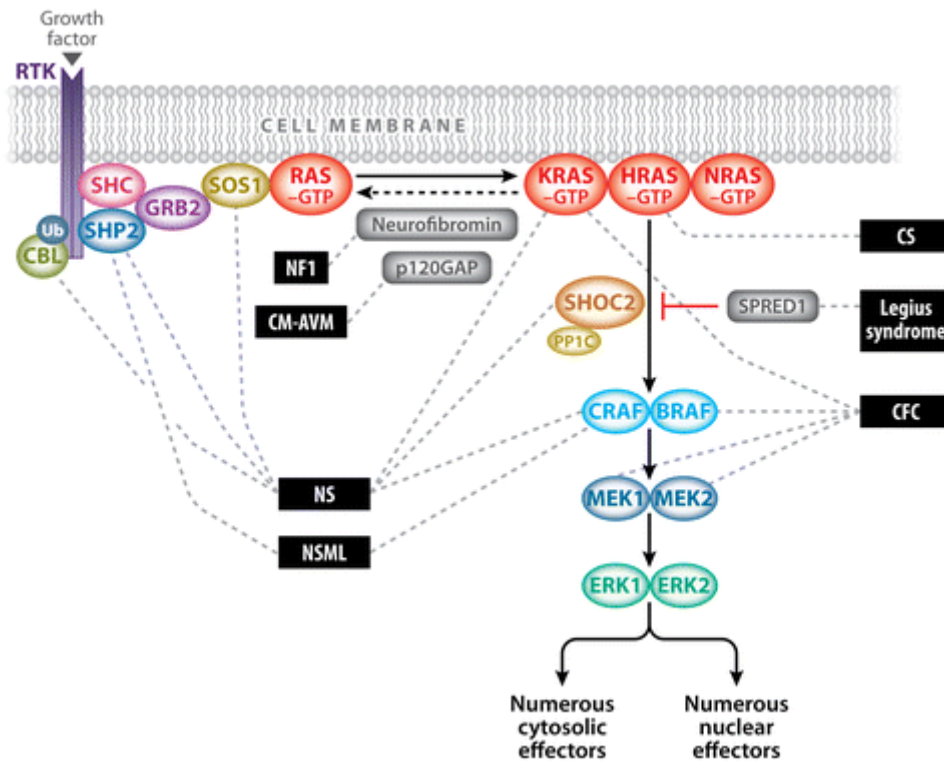 Growth
factor
RTK
CELL MEMBRANE
SHC
GRB2
SOS1
RAS
–GTP
KRAS
–GTP
HRAS
–GTP
NRAS
–GTP
Ub
SHP2
CBL
Neurofibromin
NF1
p120GAP
CM-AVM
CS
SHOC2
PP1C
SPRED1
Legius
syndrome
CRAF
BRAF
CFC
NS
MEK1
MEK2
NSML
ERK1
ERK2
Numerous
cytosolic
effectors
Numerous
nuclear
effectors